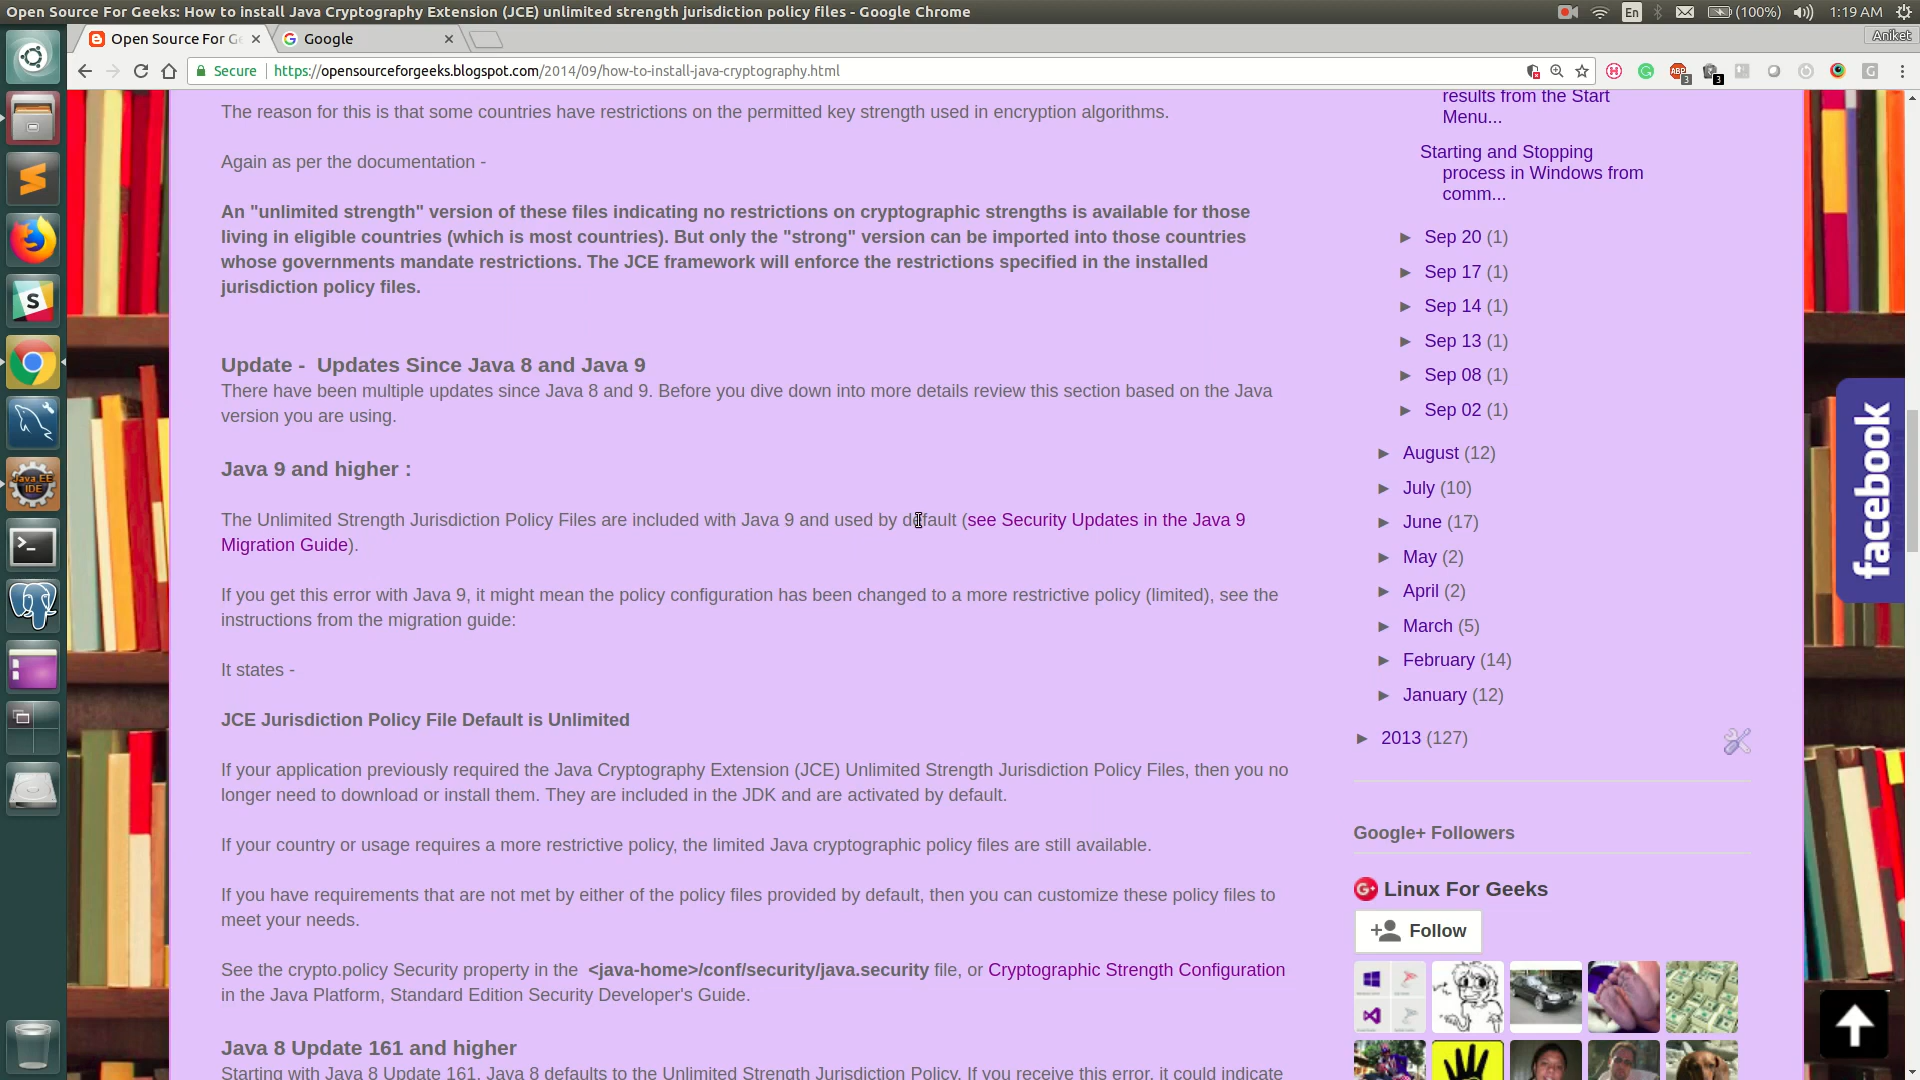 Open Source For Geeks: How to install Java Cryptography Extension (JCE) unlimited strength jurisdiction policy files - Google Chrome
En
(100%)
1:19 AM
Open Source For Ge
Google
Aniket
Secure
https://opensourceforgeeks.blogspot.com/2014/09/how-to-install-java-cryptography.html
ABP
3
3
G
The reason for this is that some countries have restrictions on the permitted key strength used in encryption algorithms.
Again as per the documentation -
An "unlimited strength" version of these files indicating no restrictions on cryptographic strengths is available for those
living in eligible countries (which is most countries). But only the "strong" version can be imported into those countries
whose governments mandate restrictions. The JCE framework will enforce the restrictions specified in the installed
jurisdiction policy files.
Update - Updates Since Java 8 and Java 9
There have been multiple updates since Java 8 and 9. Before you dive down into more details review this section based on the Java
version you are using.
Java 9 and higher :
The Unlimited Strength Jurisdiction Policy Files are included with Java 9 and used by default (see Security Updates in the Java 9
Migration Guide).
If you get this error with Java 9, it might mean the policy configuration has been changed to a more restrictive policy (limited), see the
instructions from the migration guide:
It states -
JCE Jurisdiction Policy File Default is Unlimited
If your application previously required the Java Cryptography Extension (JCE) Unlimited Strength Jurisdiction Policy Files, then you no
longer need to download or install them. They are included in the JDK and are activated by default.
If your country or usage requires a more restrictive policy, the limited Java cryptographic policy files are still available.
If you have requirements that are not met by either of the policy files provided by default, then you can customize these policy files to
meet your needs.
See the crypto.policy Security property in the <java-home>/conf/security/java.security file, or Cryptographic Strength Configuration
in the Java Platform, Standard Edition Security Developer's Guide.
Java 8 Update 161 and higher
Starting with Java 8 Update 161, Java 8 defaults to the Unlimited Strength Jurisdiction Policy. If you receive this error, it could indicate
results from the Start
Menu...
Starting and Stopping
process in Windows from
comm...
► Sep 20 (1)
► Sep 17 (1)
► Sep 14 (1)
► Sep 13 (1)
► Sep 08 (1)
► Sep 02 (1)
► August (12)
► July (10)
► June (17)
► May (2)
► April (2)
► March (5)
► February (14)
► January (12)
► 2013 (127)
Google+ Followers
Linux For Geeks
Follow
facebook
S
Java EE
IDE